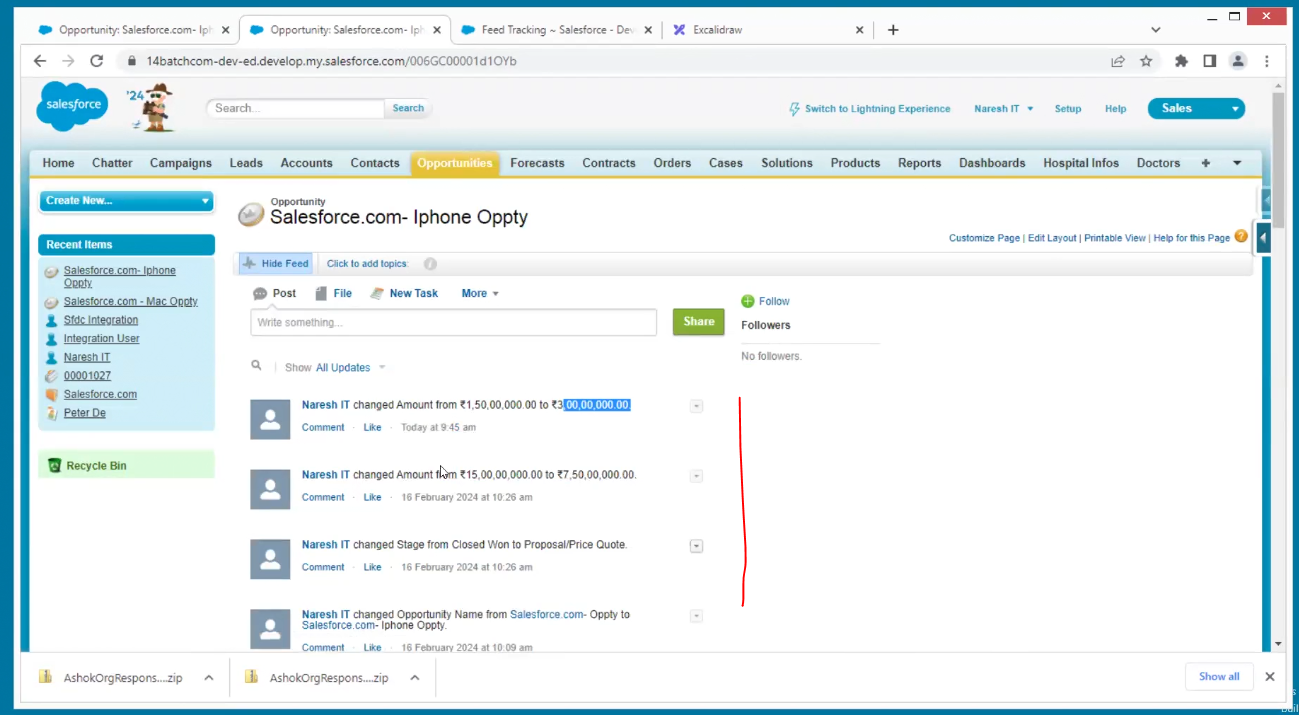 Opportunity: Salesforce.com- Iph
Opportunity: Salesforce.com- Iph
Feed Tracking ~ Salesforce - Dev
Excalidraw
14batchcom-dev-ed.develop.my.salesforce.com/006GC00001d1OYb
salesforce
'24
Search...
Search
Switch to Lightning Experience
Naresh IT
Setup
Help
Sales
Home Chatter Campaigns Leads Accounts Contacts Opportunities Forecasts Contracts Orders Cases Solutions Products Reports Dashboards Hospital Infos Doctors +
Create New...
Recent Items
Salesforce.com- Iphone
Oppty
Salesforce.com - Mac Oppty
Sfdc Integration
Integration User
Naresh IT
00001027
Salesforce.com
Peter De
Recycle Bin
Opportunity
Salesforce.com- Iphone Oppty
Customize Page | Edit Layout | Printable View | Help for this Page
Hide Feed
Click to add topics:
Post File New Task More
Write something...
Share
Show All Updates
Naresh IT changed Amount from ₹1,50,00,000.00 to ₹3,00,00,000.00.
Comment · Like · Today at 9:45 am
Naresh IT changed Amount from ₹15,00,00,000.00 to ₹7,50,00,000.00.
Comment · Like · 16 February 2024 at 10:26 am
Naresh IT changed Stage from Closed Won to Proposal/Price Quote.
Comment · Like · 16 February 2024 at 10:26 am
Naresh IT changed Opportunity Name from Salesforce.com- Oppty to
Salesforce.com- Iphone Oppty.
Comment · Like · 16 February 2024 at 10:09 am
Follow
Followers
No followers.
AshokOrgRespons....zip
AshokOrgRespons....zip
Show all